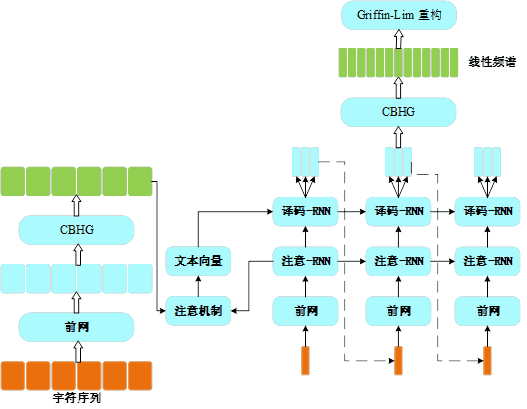 Griffin-Lim 重构
线性频谱
CBHG
译码-RNN
译码-RNN
译码-RNN
CBHG
文本向量
注意-RNN
注意-RNN
注意-RNN
前网
注意机制
前网
前网
前网
字符序列